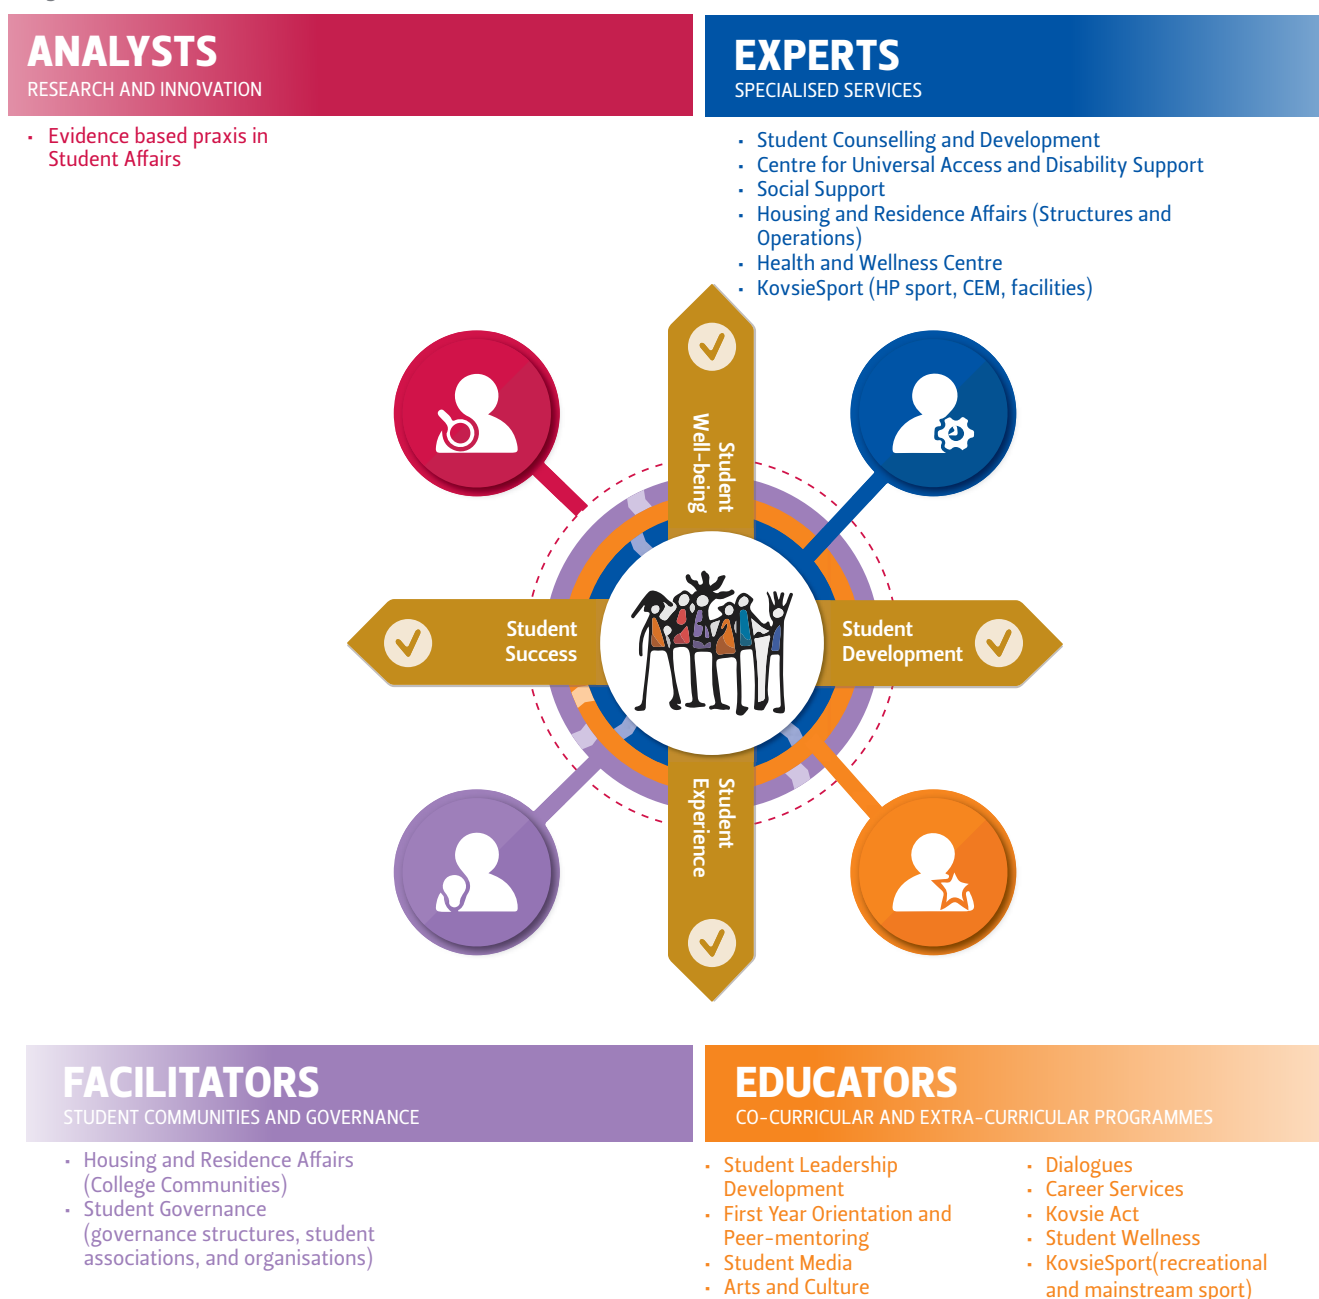 ANALYSTS
RESEARCH AND INNOVATION
• Evidence based praxis in
Student Affairs
EXPERTS
SPECIALISED SERVICES
• Student Counselling and Development
• Centre for Universal Access and Disability Support
• Social Support
• Housing and Residence Affairs (Structures and
Operations)
• Health and Wellness Centre
• KovsieSport (HP sport, CEM, facilities)
Student
Well-being
Student
Success
Student
Development
Student
Experience
FACILITATORS
STUDENT COMMUNITIES AND GOVERNANCE
• Housing and Residence Affairs
(College Communities)
• Student Governance
(governance structures, student
associations, and organisations)
EDUCATORS
CO-CURRICULAR AND EXTRA-CURRICULAR PROGRAMMES
• Student Leadership
Development
• First Year Orientation and
Peer-mentoring
• Student Media
• Arts and Culture
• Dialogues
• Career Services
• Kovsie Act
• Student Wellness
• KovsieSport(recreational
and mainstream sport)